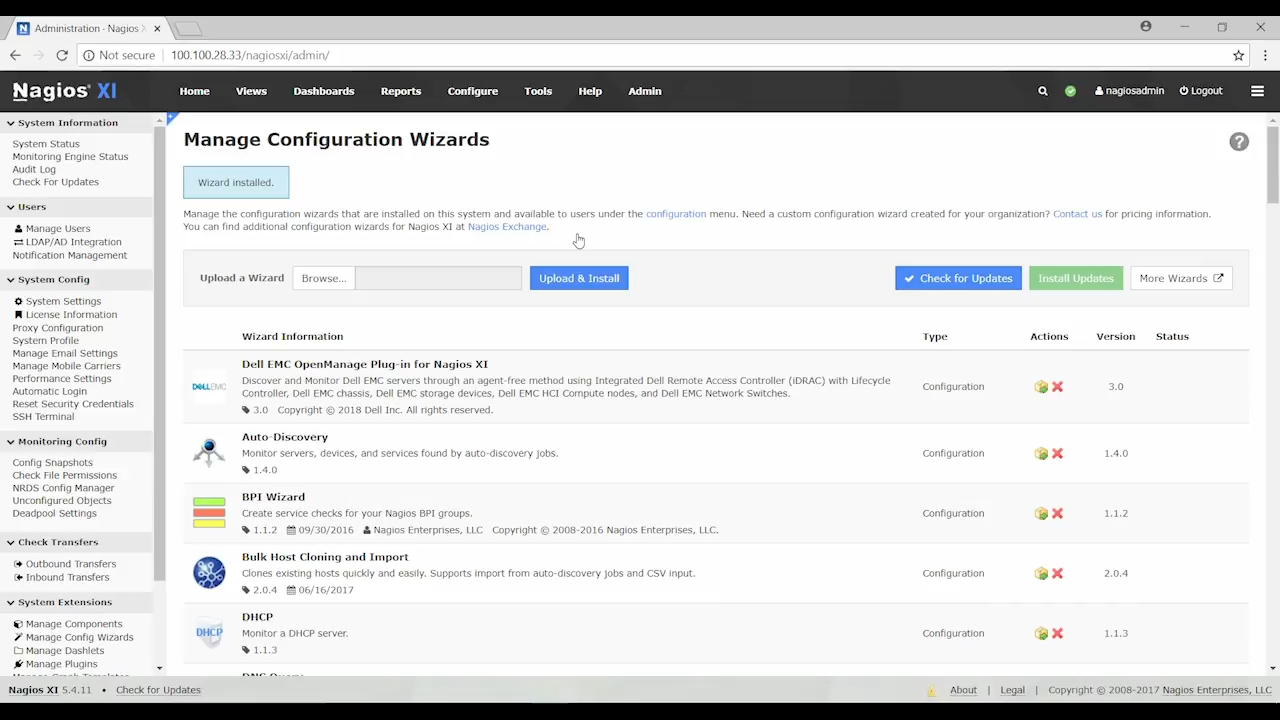 Administration - Nagios X
Not secure 100.100.28.33/nagiosxi/admin/
Nagios XI Home Views Dashboards Reports Configure Tools Help Admin nagiosadmin Logout
System Information
System Status
Monitoring Engine Status
Audit Log
Check For Updates
Users
Manage Users
LDAP/AD Integration
Notification Management
System Config
System Settings
License Information
Proxy Configuration
System Profile
Manage Email Settings
Manage Mobile Carriers
Performance Settings
Automatic Login
Reset Security Credentials
SSH Terminal
Monitoring Config
Config Snapshots
Check File Permissions
NRDS Config Manager
Unconfigured Objects
Deadpool Settings
Check Transfers
Outbound Transfers
Inbound Transfers
System Extensions
Manage Components
Manage Config Wizards
Manage Dashlets
Manage Plugins
Manage Configuration Wizards
Wizard installed.
Manage the configuration wizards that are installed on this system and available to users under the configuration menu. Need a custom configuration wizard created for your organization? Contact us for pricing information.
You can find additional configuration wizards for Nagios XI at Nagios Exchange.
Upload a Wizard Browse... Upload & Install Check for Updates Install Updates More Wizards
Wizard Information Type Actions Version Status
Dell EMC OpenManage Plug-in for Nagios XI
Discover and Monitor Dell EMC servers through an agent-free method using Integrated Dell Remote Access Controller (iDRAC) with Lifecycle
DELLEMC Configuration 3.0
Controller, Dell EMC chassis, Dell EMC storage devices, Dell EMC HCI Compute nodes, and Dell EMC Network Switches.
3.0 Copyright © 2018 Dell Inc. All rights reserved.
Auto-Discovery
Monitor servers, devices, and services found by auto-discovery jobs. Configuration 1.4.0
1.4.0
BPI Wizard
Create service checks for your Nagios BPI groups. Configuration 1.1.2
1.1.2 09/30/2016 Nagios Enterprises, LLC Copyright © 2008-2016 Nagios Enterprises, LLC.
Bulk Host Cloning and Import
Clones existing hosts quickly and easily. Supports import from auto-discovery jobs and CSV input. Configuration 2.0.4
2.0.4 06/16/2017
DHCP
DHCP Monitor a DHCP server. Configuration 1.1.3
1.1.3
Nagios XI 5.4.11 • Check for Updates About | Legal | Copyright © 2008-2017 Nagios Enterprises, LLC